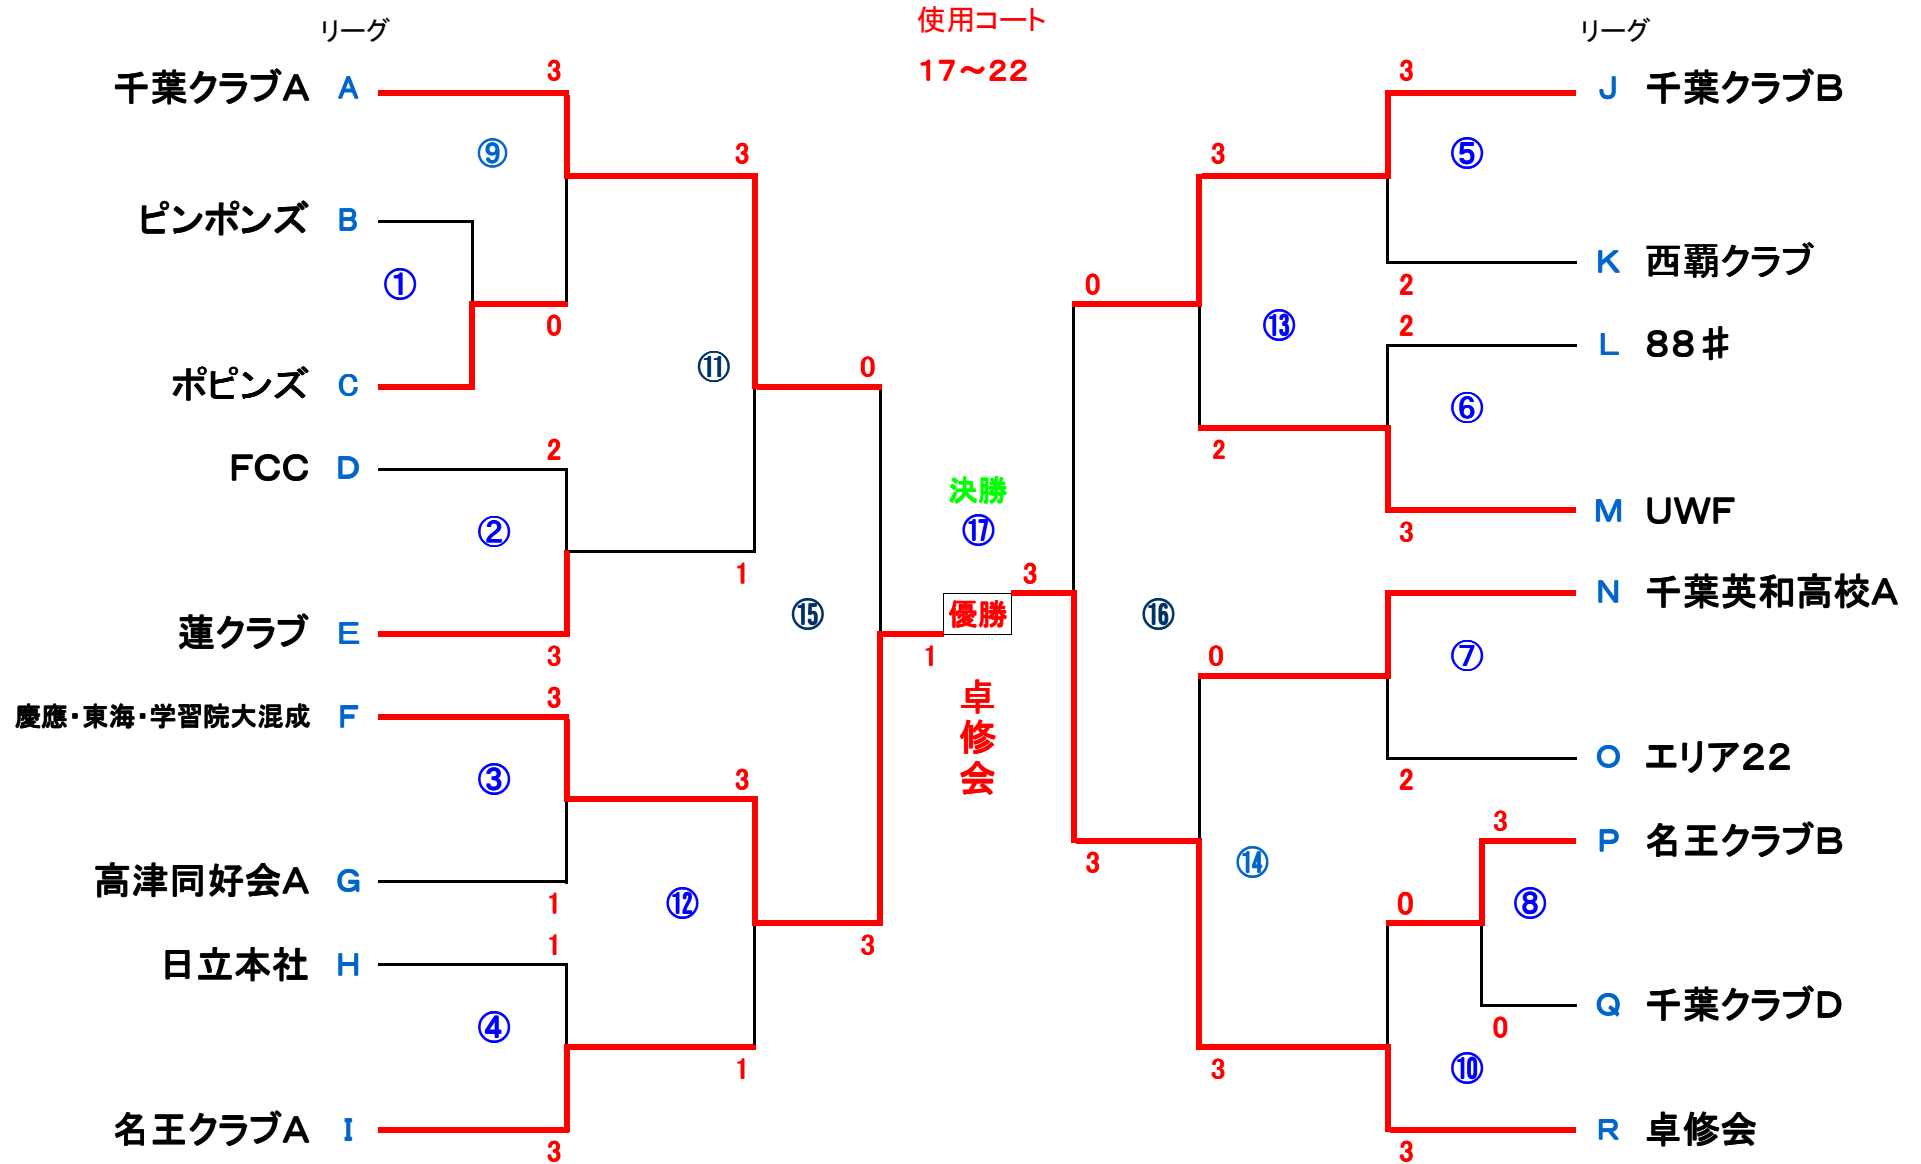 リーグ
使用コート
17～22
リーグ
千葉クラブA A
3
⑨
ピンポンズ B
①
0
ポピンズ C
3
⑪
FCC D
2
②
1
蓮クラブ E
3
0
⑮
慶應・東海・学習院大混成 F
3
③
3
高津同好会A G
1
⑫
日立本社 H
1
④
1
名王クラブA I
3
3
決勝
⑰
優勝
1
3
卓修会
3
J 千葉クラブB
⑤
3
K 西覇クラブ
2
0
⑬
2
L 88♯
⑥
2
M UWF
3
⑯
N 千葉英和高校A
0
⑦
O エリア22
2
3
P 名王クラブB
3
⑭
0
⑧
Q 千葉クラブD
0
⑩
3
R 卓修会
3